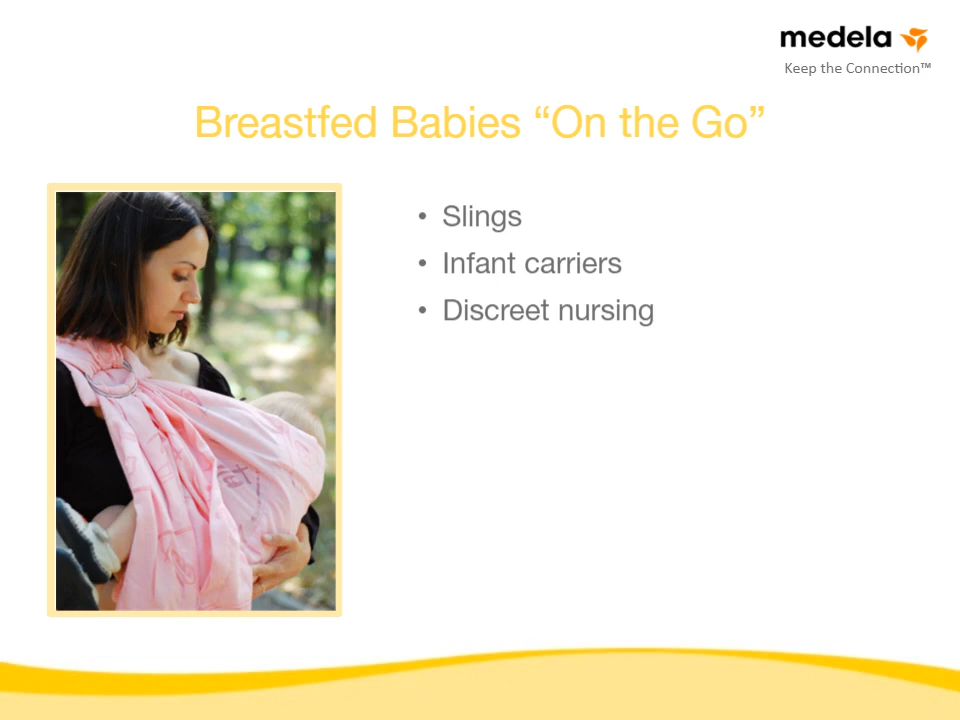 medela
Keep the Connection™
Breastfed Babies “On the Go”
• Slings
• Infant carriers
• Discreet nursing